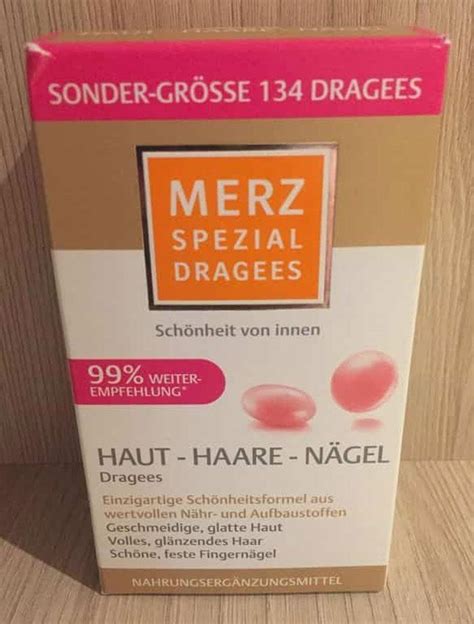 SONDER-GRÖSSE 134 DRAGEES
MERZ
SPEZIAL
DRAGEES
Schönheit von innen
99% WEITER-
EMPFEHLUNG*
HAUT - HAARE - NÄGEL
Dragees
Einzigartige Schönheitsformel aus
wertvollen Nähr- und Aufbaustoffen
Geschmeidige, glatte Haut
Volles, glänzendes Haar
Schöne, feste Fingernägel
NAHRUNGSERGÄNZUNGSMITTEL